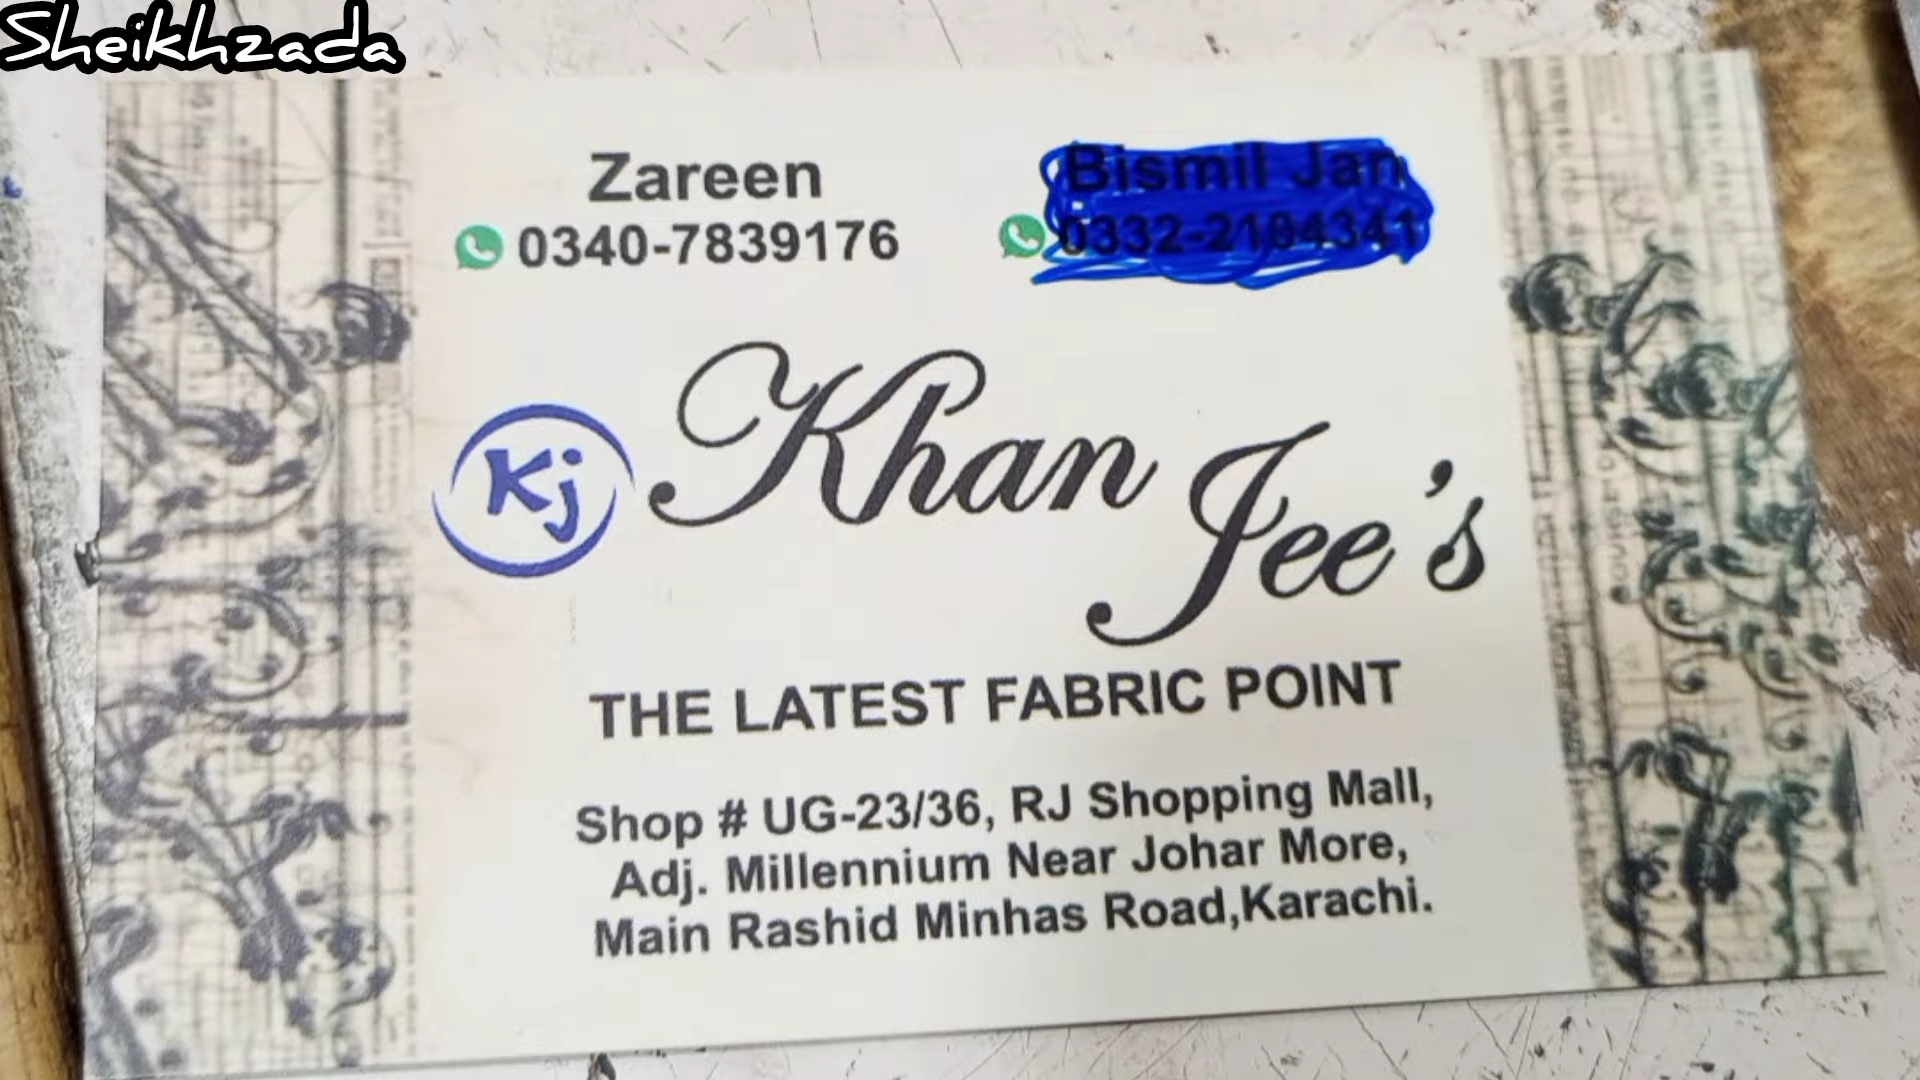 Sheikhzada
Zareen
0340-7839176
Kj
Khan Jee's
THE LATEST FABRIC POINT
Shop # UG-23/36, RJ Shopping Mall,
Adj. Millennium Near Johar More,
Main Rashid Minhas Road,Karachi.